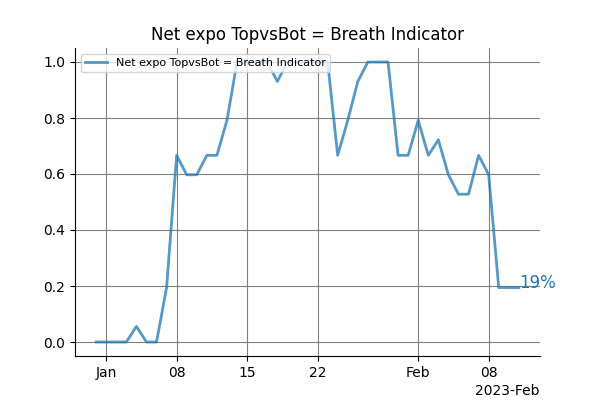 Net expo TopvsBot = Breath Indicator
Net expo TopvsBot = Breath Indicator
1.0
0.8
0.6
0.4
0.2
0.0
19%
Jan 08 15 22 Feb 08
2023-Feb